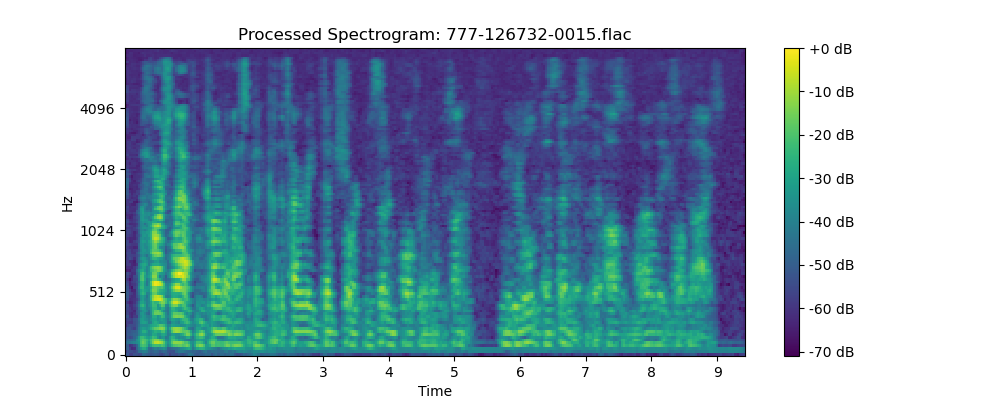 Processed Spectrogram: 777-126732-0015.flac
+0 dB
-10 dB
-20 dB
-30 dB
-40 dB
-50 dB
-60 dB
-70 dB
4096
2048
1024
512
0
Hz
0 1 2 3 4 5 6 7 8 9
Time